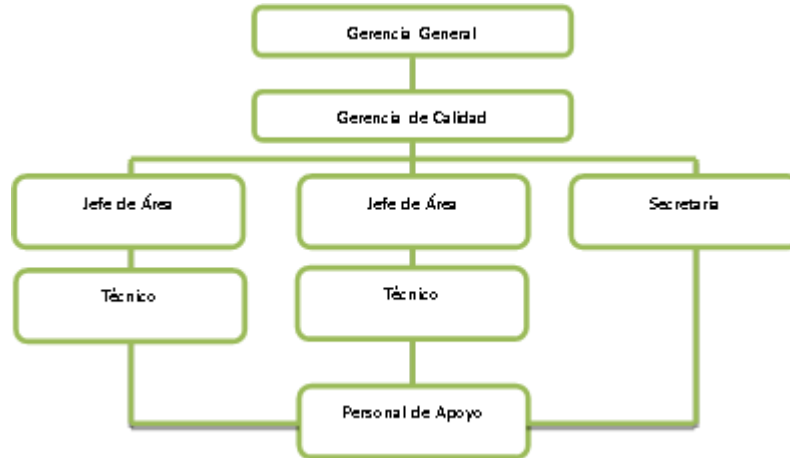 Gerencia General
Gerencia de Calidad
Jefe de Área
Jefe de Área
Secretaría
Técnico
Técnico
Personal de Apoyo